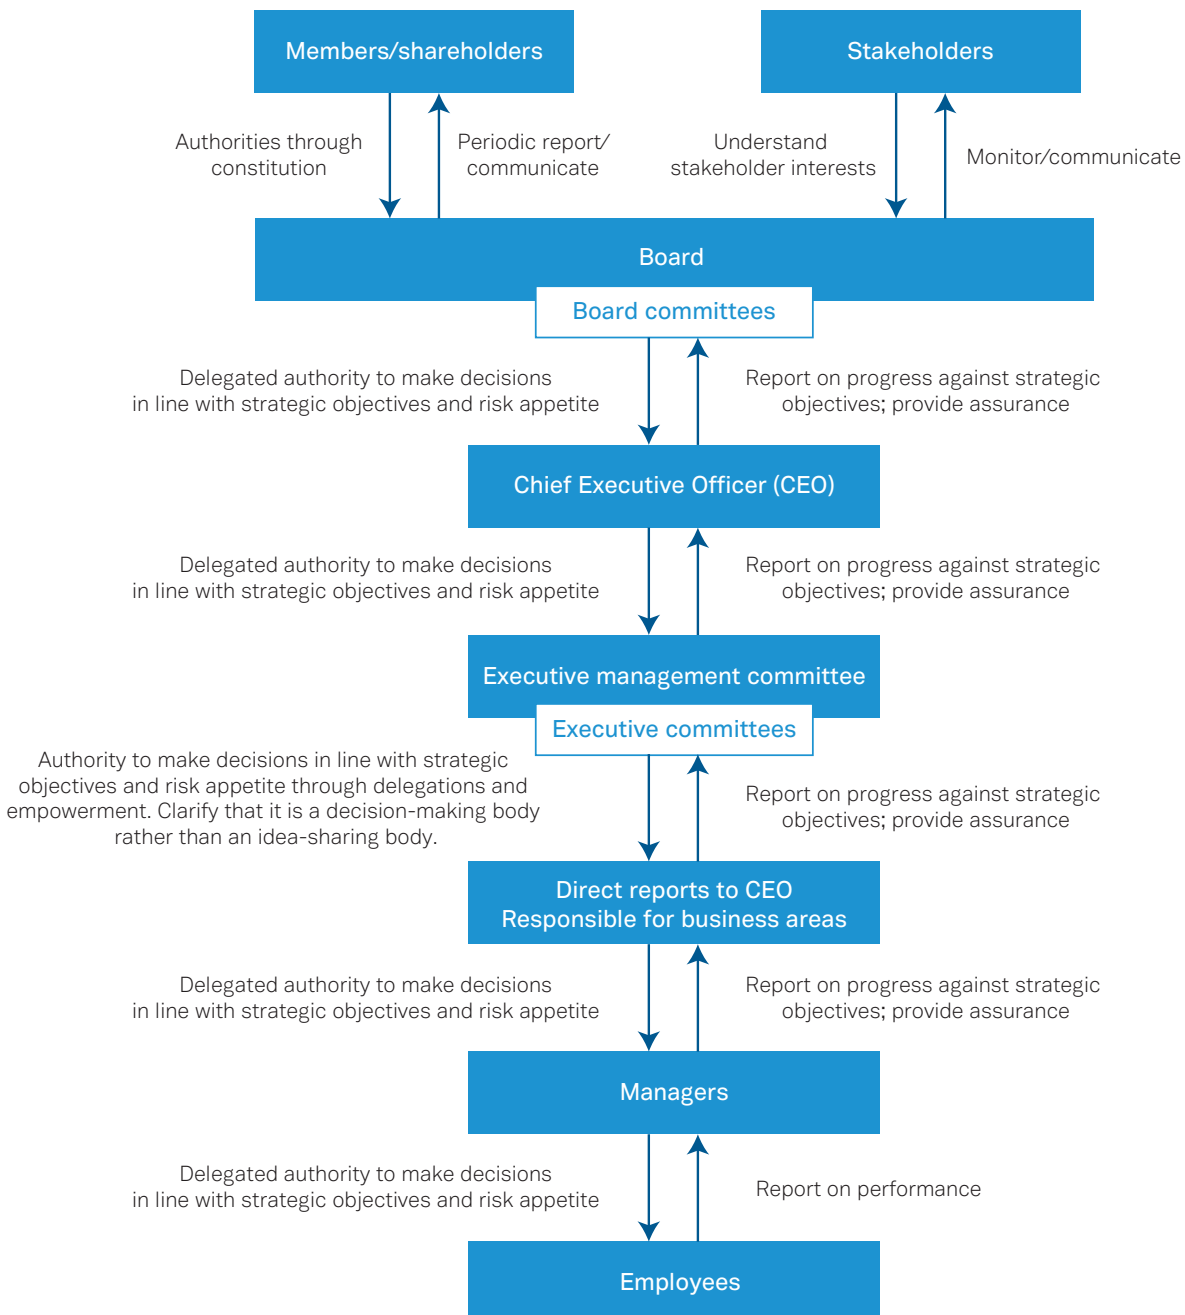 Members/shareholders
Stakeholders
Authorities through
constitution
Periodic report/
communicate
Understand
stakeholder interests
Monitor/communicate
Board
Board committees
Delegated authority to make decisions
in line with strategic objectives and risk appetite
Report on progress against strategic
objectives; provide assurance
Chief Executive Officer (CEO)
Delegated authority to make decisions
in line with strategic objectives and risk appetite
Report on progress against strategic
objectives; provide assurance
Executive management committee
Executive committees
Authority to make decisions in line with strategic
objectives and risk appetite through delegations and
empowerment. Clarify that it is a decision-making body
rather than an idea-sharing body.
Report on progress against strategic
objectives; provide assurance
Direct reports to CEO
Responsible for business areas
Delegated authority to make decisions
in line with strategic objectives and risk appetite
Report on progress against strategic
objectives; provide assurance
Managers
Delegated authority to make decisions
in line with strategic objectives and risk appetite
Report on performance
Employees